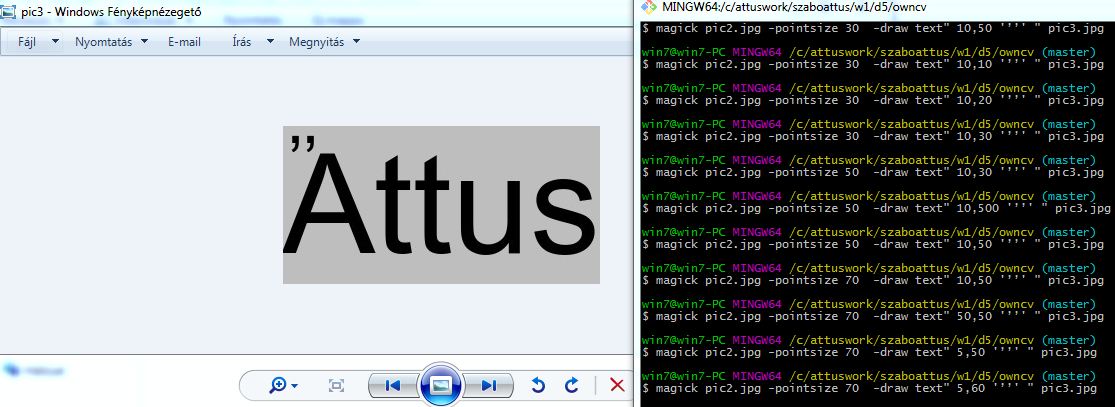 pic3 - Windows Fényképnézegető
Fájl Nyomtatás E-mail Írás Megnyitás
’’
Attus
MINGW64:/c/attuswork/szaboattus/w1/d5/owncv
$ magick pic2.jpg -pointsize 30  -draw text" 10,50 '’’' " pic3.jpg
win7@win7-PC MINGW64 /c/attuswork/szaboattus/w1/d5/owncv (master)
$ magick pic2.jpg -pointsize 30  -draw text" 10,10 '’’' " pic3.jpg
win7@win7-PC MINGW64 /c/attuswork/szaboattus/w1/d5/owncv (master)
$ magick pic2.jpg -pointsize 30  -draw text" 10,20 '’’' " pic3.jpg
win7@win7-PC MINGW64 /c/attuswork/szaboattus/w1/d5/owncv (master)
$ magick pic2.jpg -pointsize 30  -draw text" 10,30 '’’' " pic3.jpg
win7@win7-PC MINGW64 /c/attuswork/szaboattus/w1/d5/owncv (master)
$ magick pic2.jpg -pointsize 50  -draw text" 10,30 '’’' " pic3.jpg
win7@win7-PC MINGW64 /c/attuswork/szaboattus/w1/d5/owncv (master)
$ magick pic2.jpg -pointsize 50  -draw text" 10,500 '’’' " pic3.jpg
win7@win7-PC MINGW64 /c/attuswork/szaboattus/w1/d5/owncv (master)
$ magick pic2.jpg -pointsize 50  -draw text" 10,50 '’’' " pic3.jpg
win7@win7-PC MINGW64 /c/attuswork/szaboattus/w1/d5/owncv (master)
$ magick pic2.jpg -pointsize 70  -draw text" 10,50 '’’' " pic3.jpg
win7@win7-PC MINGW64 /c/attuswork/szaboattus/w1/d5/owncv (master)
$ magick pic2.jpg -pointsize 70  -draw text" 50,50 '’’' " pic3.jpg
win7@win7-PC MINGW64 /c/attuswork/szaboattus/w1/d5/owncv (master)
$ magick pic2.jpg -pointsize 70  -draw text" 5,50 '’’' " pic3.jpg
win7@win7-PC MINGW64 /c/attuswork/szaboattus/w1/d5/owncv (master)
$ magick pic2.jpg -pointsize 70  -draw text" 5,60 '’’' " pic3.jpg